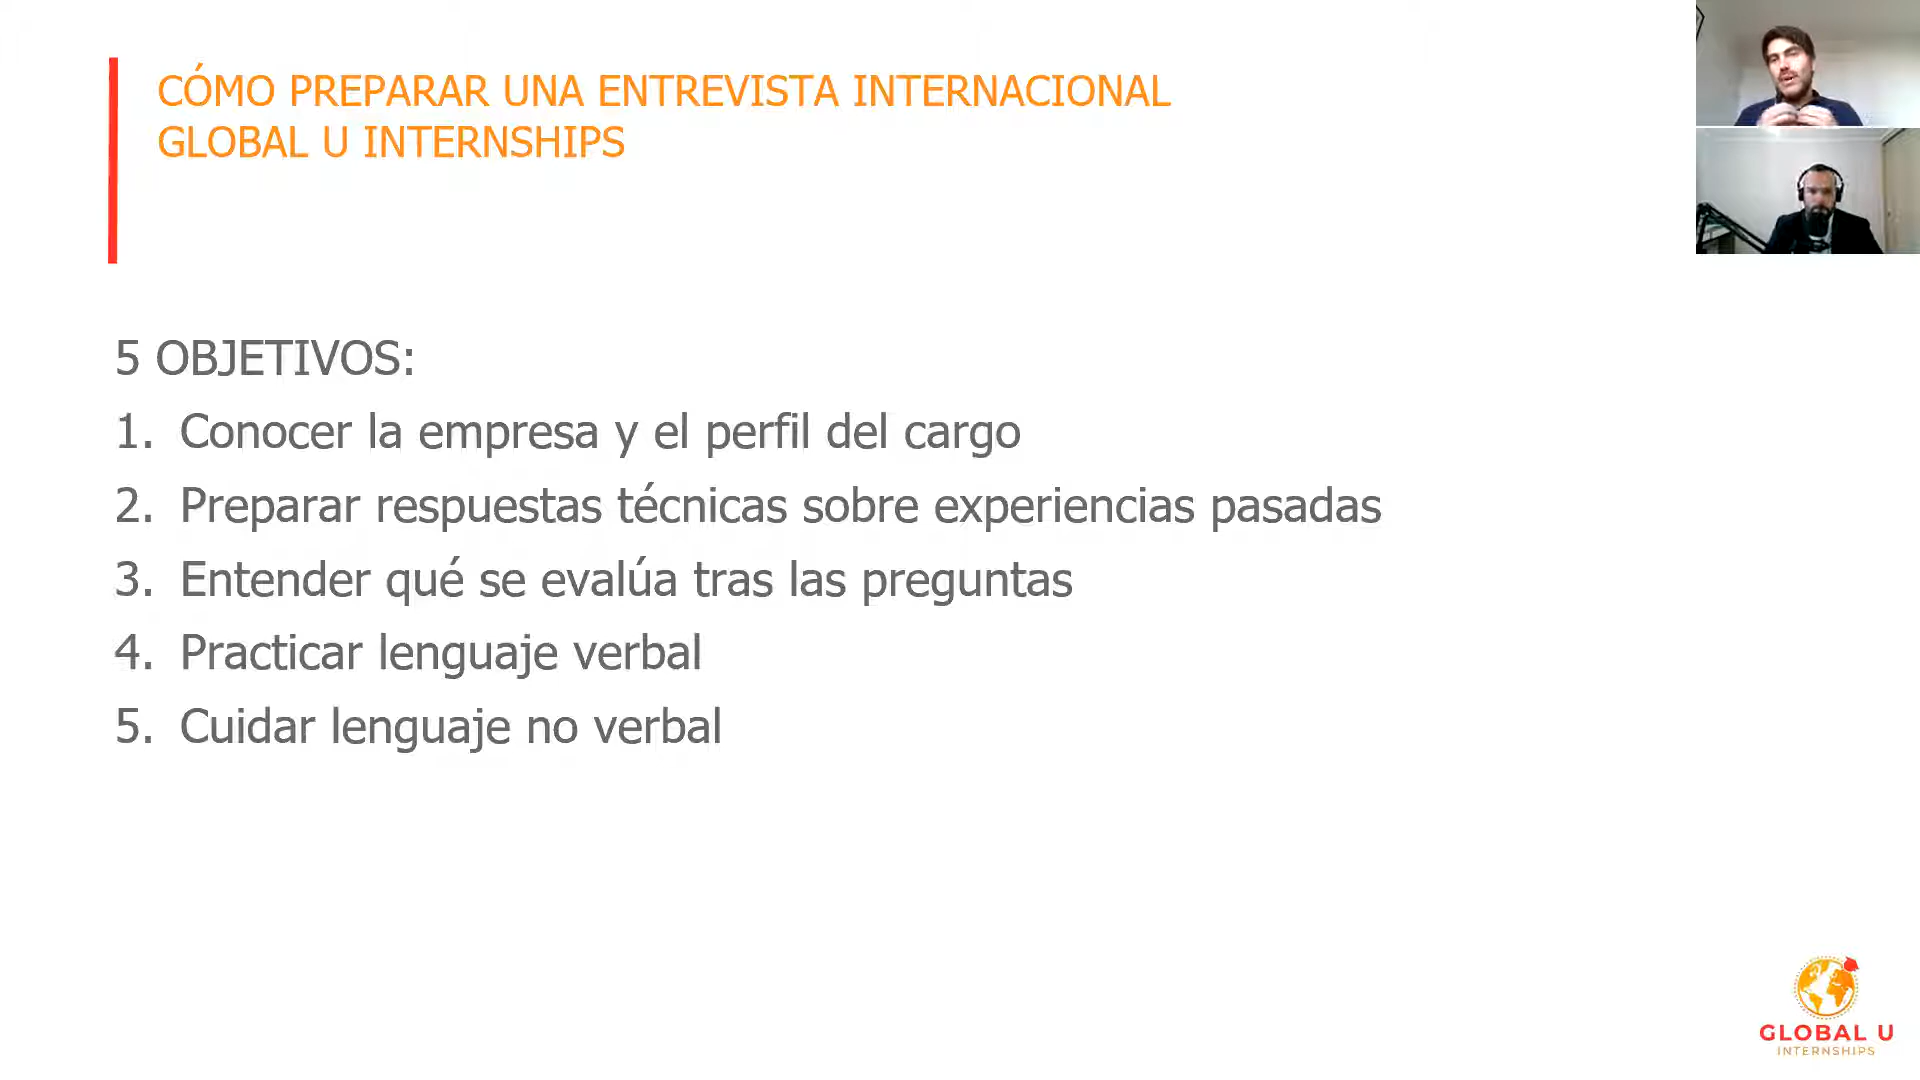 CÓMO PREPARAR UNA ENTREVISTA INTERNACIONAL
GLOBAL U INTERNSHIPS
5 OBJETIVOS:
1. Conocer la empresa y el perfil del cargo
2. Preparar respuestas técnicas sobre experiencias pasadas
3. Entender qué se evalúa tras las preguntas
4. Practicar lenguaje verbal
5. Cuidar lenguaje no verbal
GLOBAL U
INTERNSHIPS